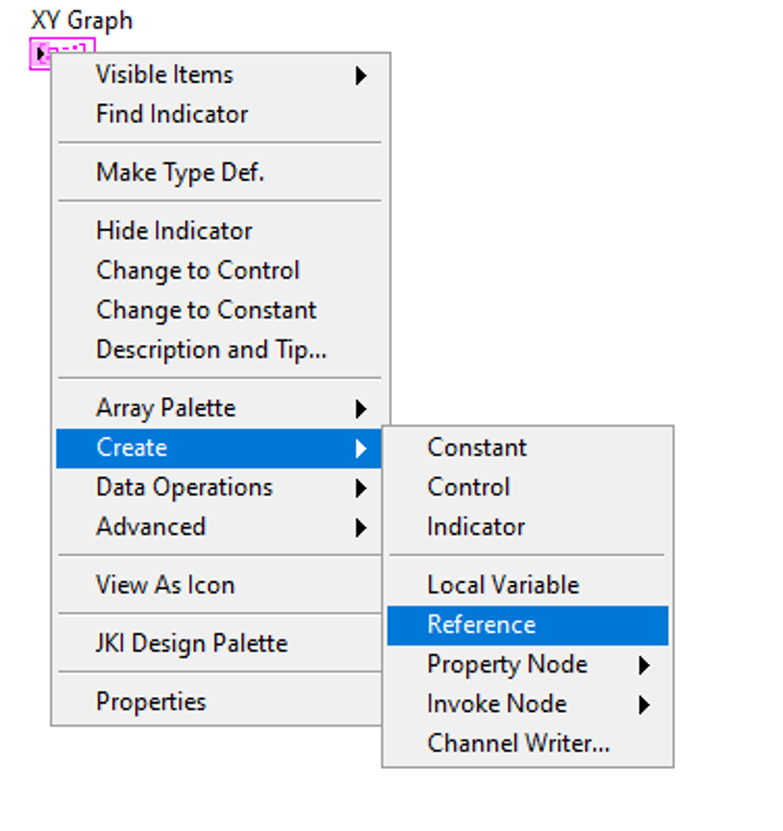 XY Graph
Visible Items
Find Indicator
Make Type Def.
Hide Indicator
Change to Control
Change to Constant
Description and Tip...
Array Palette
Create
Data Operations
Advanced
View As Icon
JKI Design Palette
Properties
Constant
Control
Indicator
Local Variable
Reference
Property Node
Invoke Node
Channel Writer...